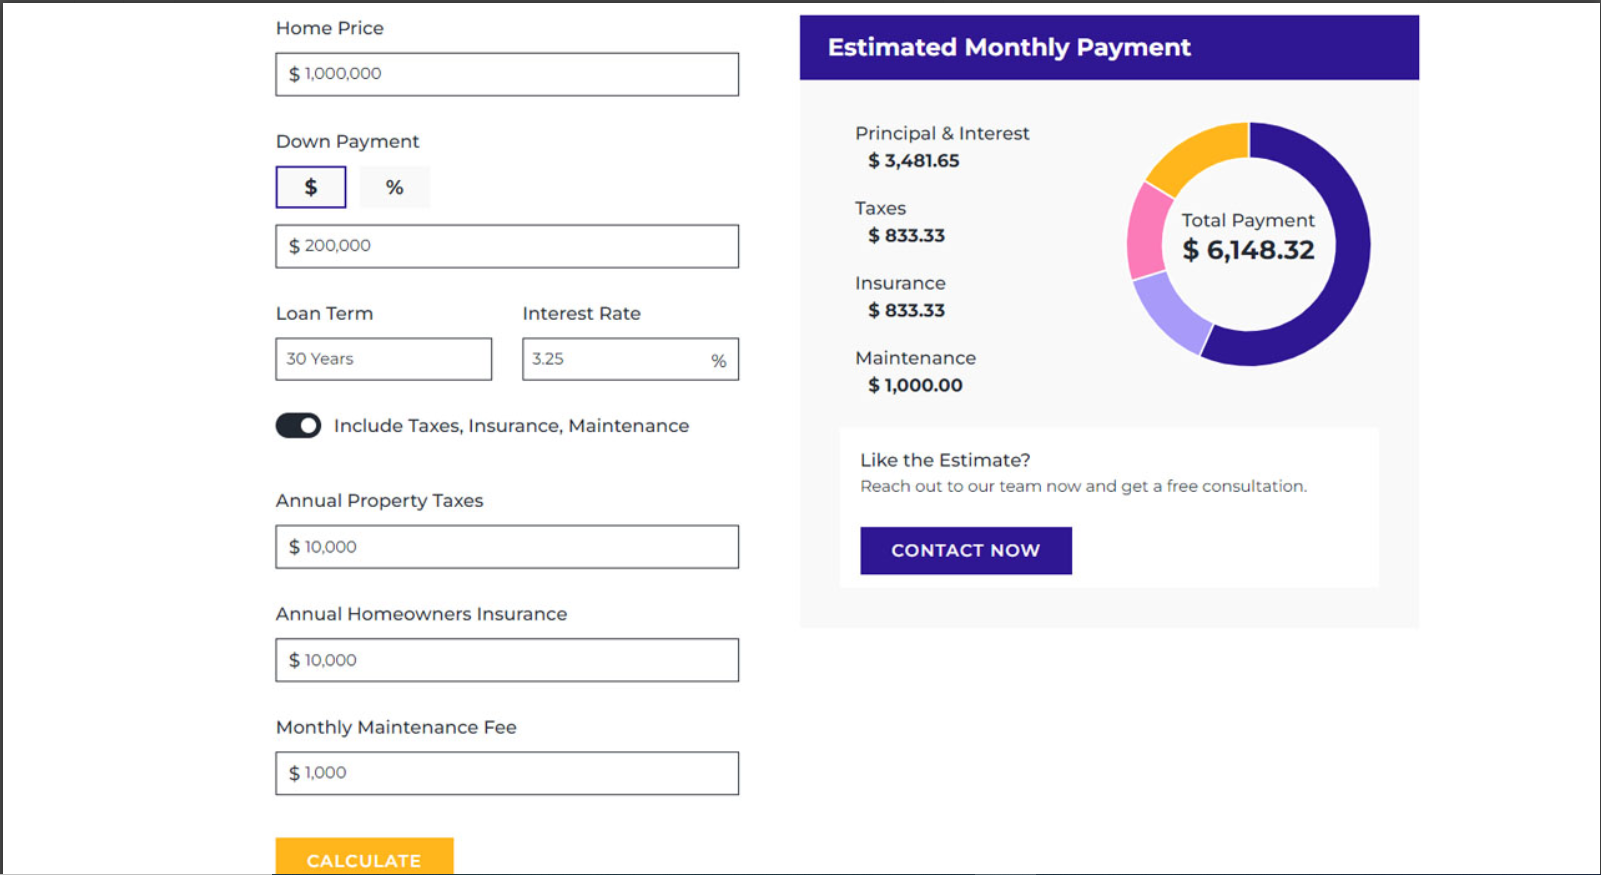 Home Price
$ 1,000,000
Down Payment
$ %
$ 200,000
Loan Term Interest Rate
30 Years 3.25 %
Include Taxes, Insurance, Maintenance
Annual Property Taxes
$ 10,000
Annual Homeowners Insurance
$ 10,000
Monthly Maintenance Fee
$ 1,000
CALCULATE
Estimated Monthly Payment
Principal & Interest
$ 3,481.65
Taxes
$ 833.33
Insurance
$ 833.33
Maintenance
$ 1,000.00
Total Payment
$ 6,148.32
Like the Estimate?
Reach out to our team now and get a free consultation.
CONTACT NOW